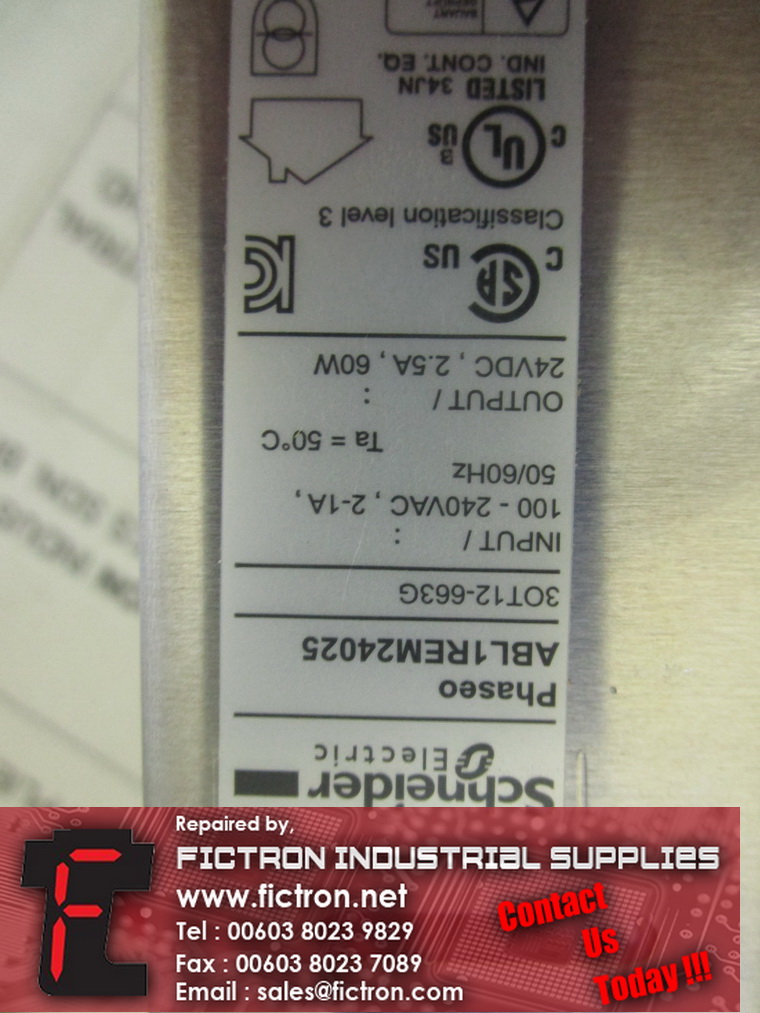 Schneider
Electric
Phaseo
ABL1REM24025
3OT12-663G
INPUT / :
100 - 240VAC , 2-1A ,
50/60Hz
Ta = 50°C
OUTPUT / :
24VDC , 2.5A , 60W
C SA US
Classification level 3
C UL US
3
LISTED 34JN
IND. CONT. EQ.
Repaired by,
FICTRON INDUSTRIAL SUPPLIES
www.fictron.net
Tel : 00603 8023 9829
Fax : 00603 8023 7089
Email : sales@fictron.com
Contact
Us
Today !!!